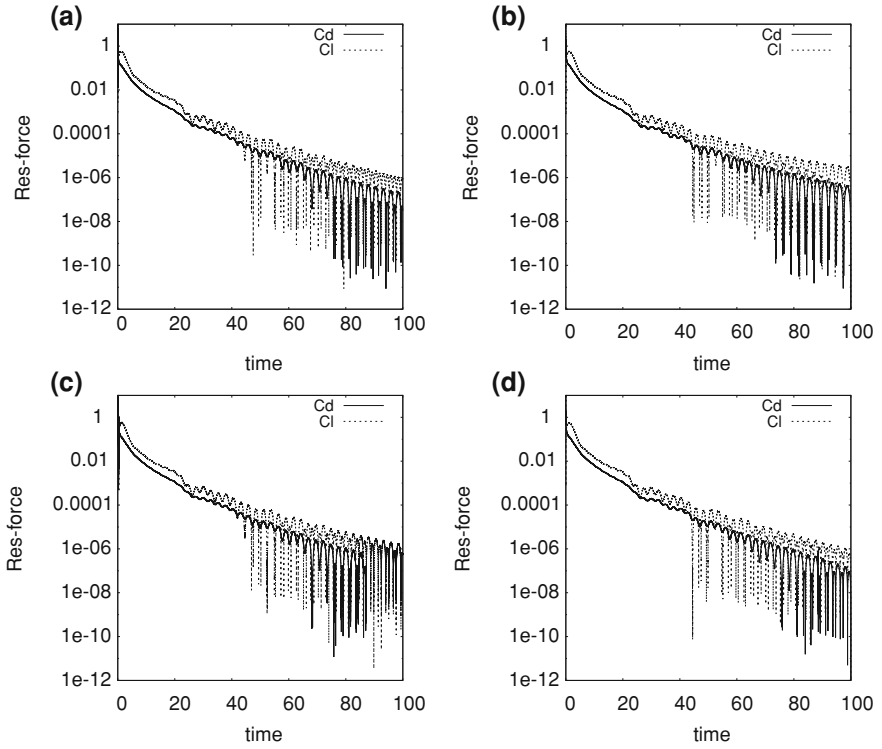 (a)
Cd
Cl
1
0.01
0.0001
1e-06
1e-08
1e-10
1e-12
Res-force
0 20 40 60 80 100
time
(b)
Cd
Cl
1
0.01
0.0001
1e-06
1e-08
1e-10
1e-12
Res-force
0 20 40 60 80 100
time
(c)
Cd
Cl
1
0.01
0.0001
1e-06
1e-08
1e-10
1e-12
Res-force
0 20 40 60 80 100
time
(d)
Cd
Cl
1
0.01
0.0001
1e-06
1e-08
1e-10
1e-12
Res-force
0 20 40 60 80 100
time